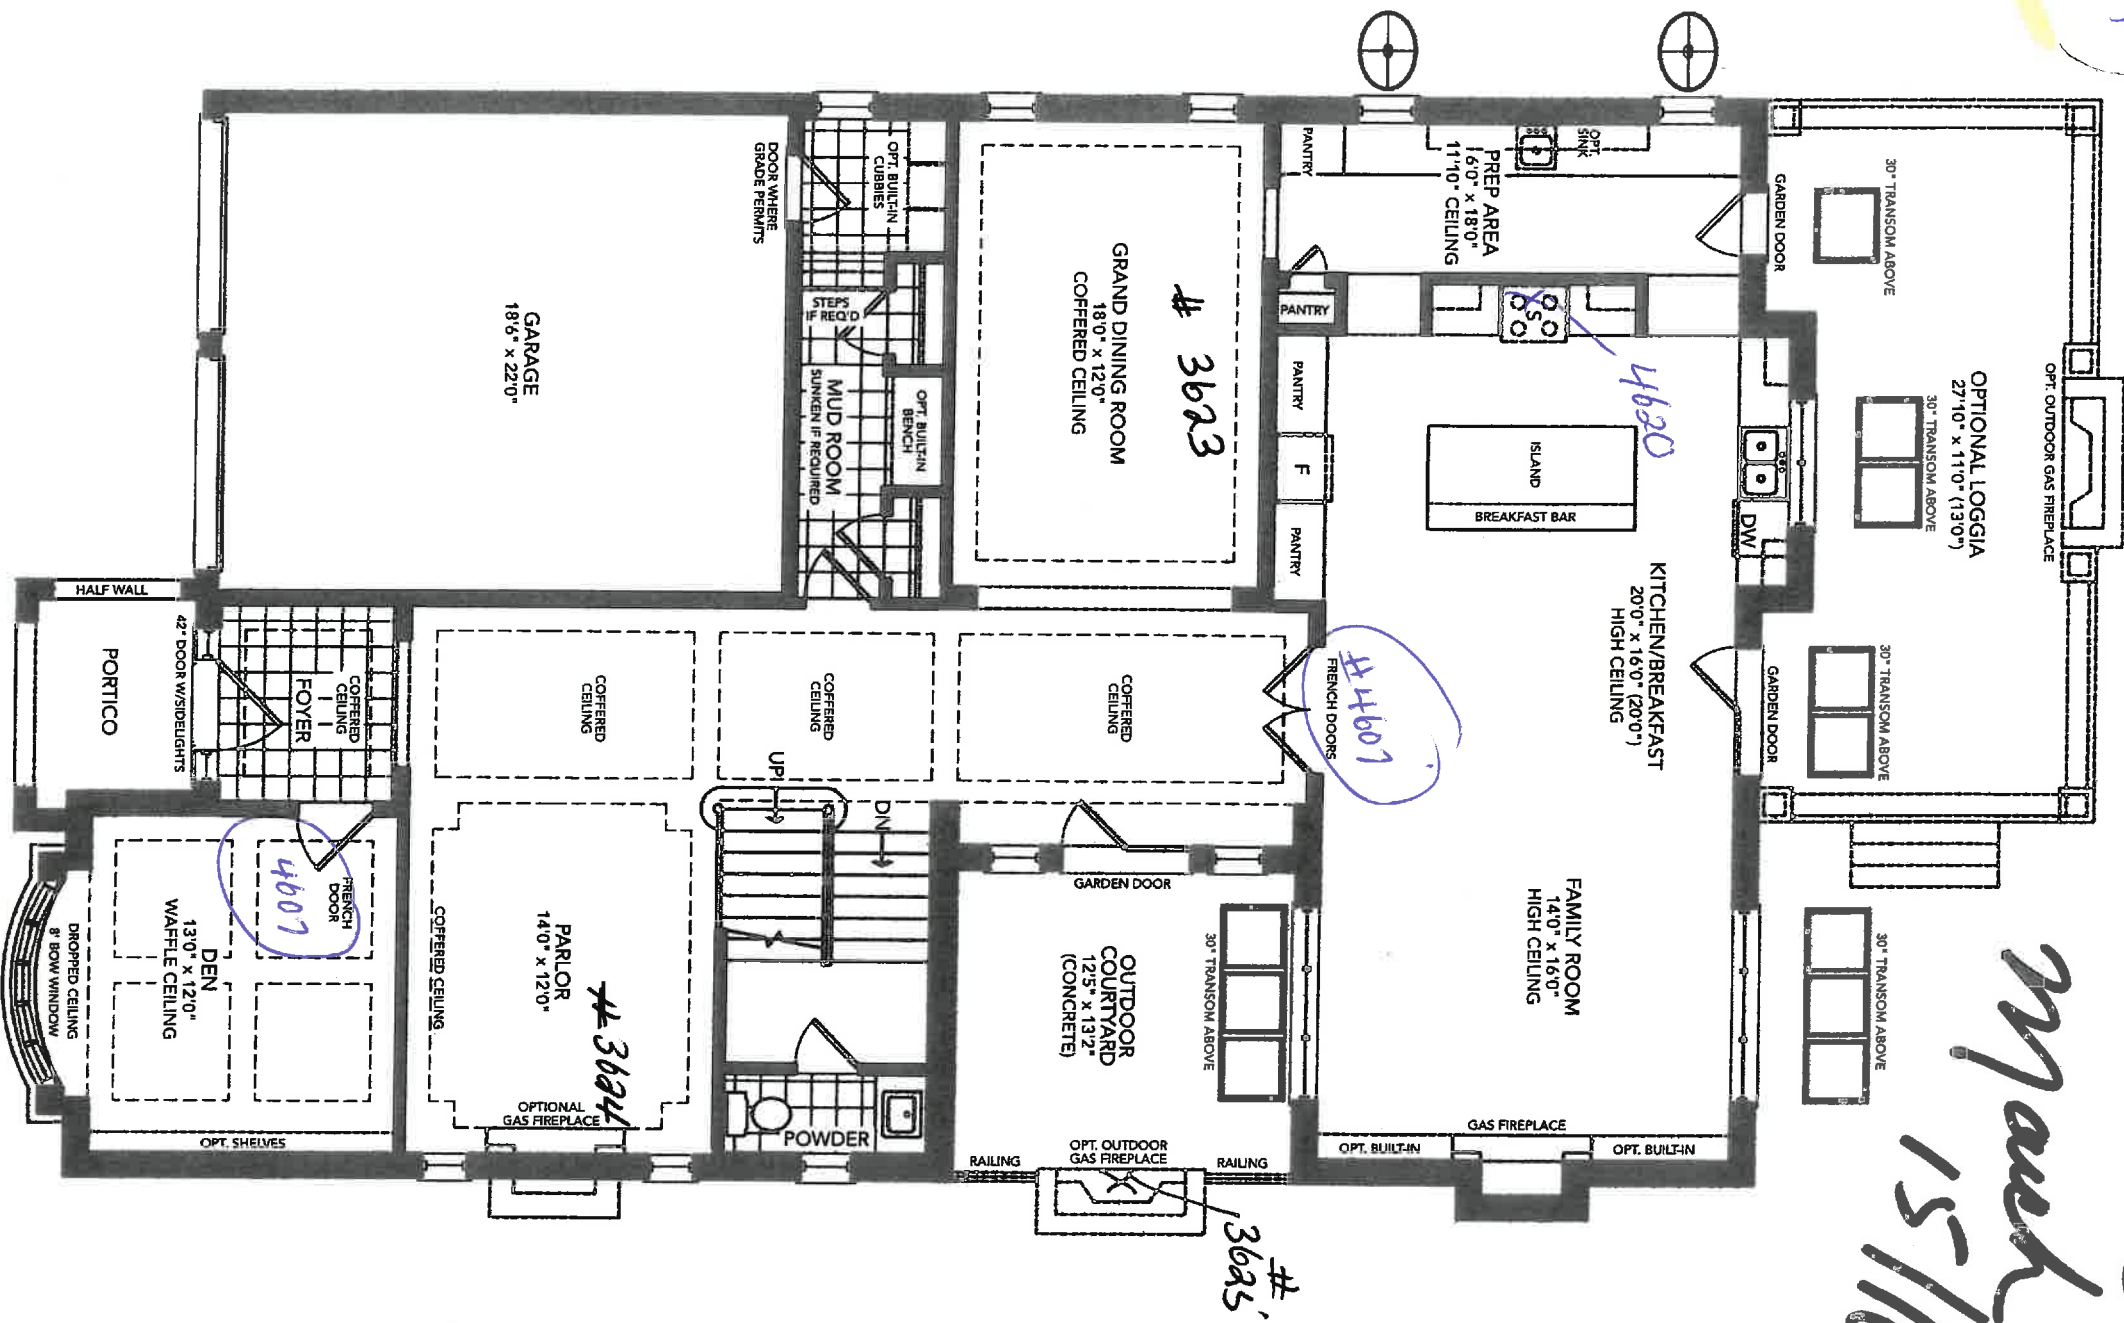 March
15/16
30" TRANSOM ABOVE
30" TRANSOM ABOVE
30" TRANSOM ABOVE
30" TRANSOM ABOVE
OPT. OUTDOOR GAS FIREPLACE
OPTIONAL LOGGIA
27'10" x 11'0" (13'0")
GARDEN DOOR
GARDEN DOOR
OPT.
SINK
PREP AREA
6'0" x 18'0"
11'10" CEILING
PANTRY
PANTRY
PANTRY
F
PANTRY
S
4620
DW
ISLAND
BREAKFAST BAR
KITCHEN/BREAKFAST
20'0" x 16'0" (20'0")
HIGH CEILING
FAMILY ROOM
14'0" x 16'0"
HIGH CEILING
GAS FIREPLACE
OPT. BUILT-IN
OPT. BUILT-IN
FRENCH DOORS
#4607
# 3623
GRAND DINING ROOM
18'0" x 12'0"
COFFERED CEILING
COFFERED
CEILING
COFFERED
CEILING
COFFERED
CEILING
GARDEN DOOR
30" TRANSOM ABOVE
OUTDOOR
COURTYARD
12'5" x 13'2"
(CONCRETE)
OPT. OUTDOOR
GAS FIREPLACE
RAILING
RAILING
#
3625
OPT. BUILT-IN
CUBBIES
DOOR WHERE
GRADE PERMITS
STEPS
IF REQ'D
OPT. BUILT-IN
BENCH
MUD ROOM
SUNKEN IF REQUIRED
UP
DN
POWDER
GARAGE
18'6" x 22'0"
#3624
PARLOR
14'0" x 12'0"
COFFERED CEILING
OPTIONAL
GAS FIREPLACE
COFFERED
CEILING
FOYER
42" DOOR W/SIDELIGHTS
HALF WALL
PORTICO
FRENCH
DOOR
4607
DEN
13'0" x 12'0"
WAFFLE CEILING
OPT. SHELVES
DROPPED CEILING
8' BOW WINDOW